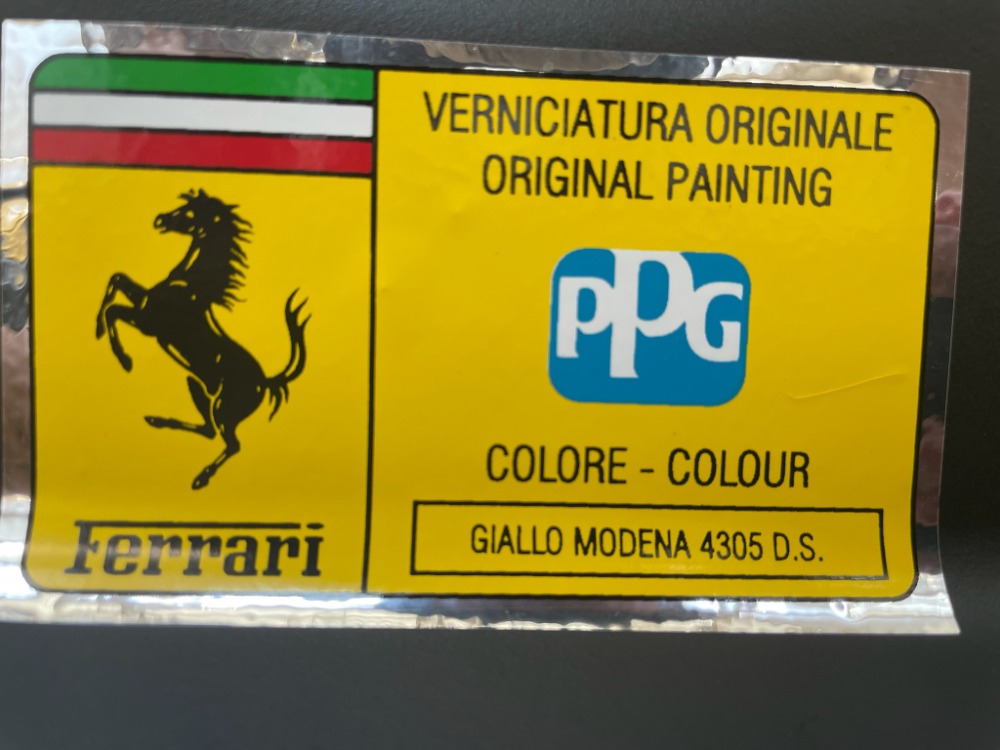 VERNICIATURA ORIGINALE
ORIGINAL PAINTING
PPG
COLORE - COLOUR
GIALLO MODENA 4305 D.S.
Ferrari